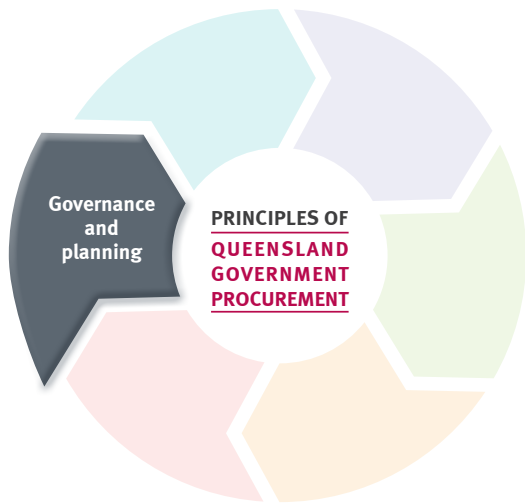 Governance
and
planning
PRINCIPLES OF
QUEENSLAND
GOVERNMENT
PROCUREMENT